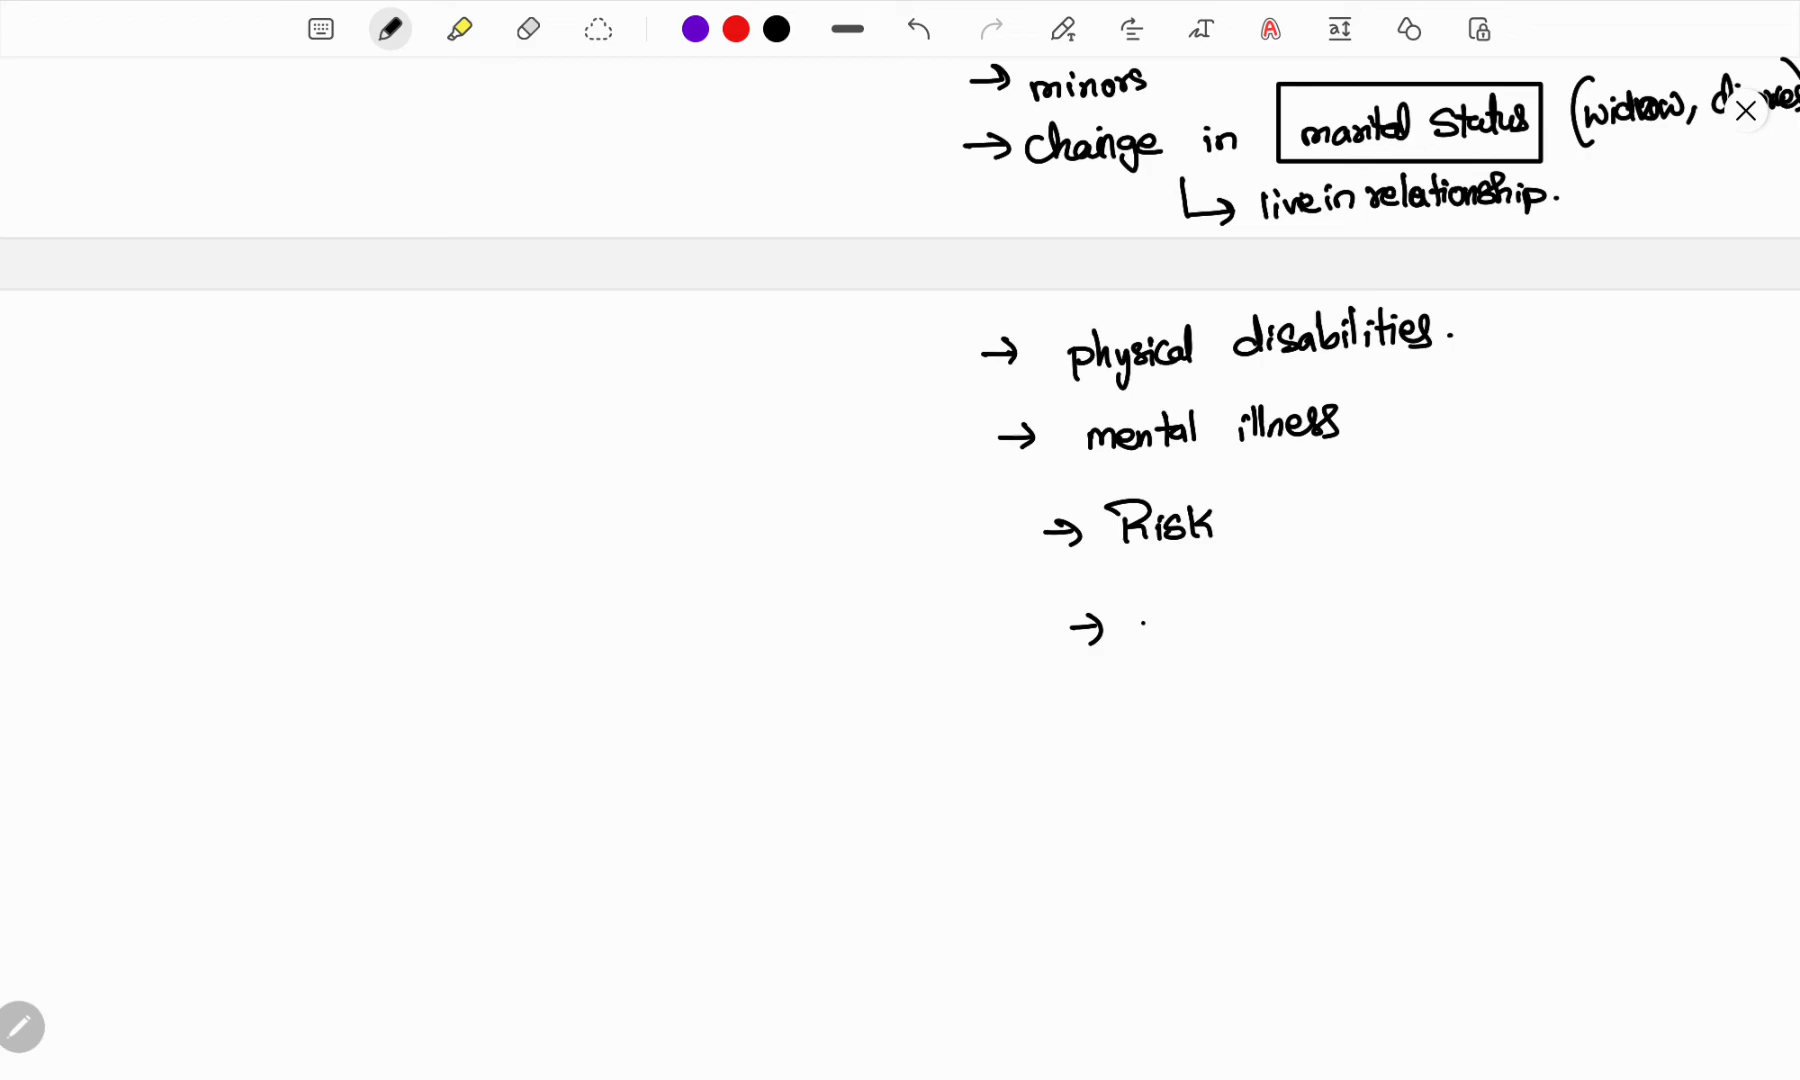 → minors
→ change in marital status (widow,
↳ live in relationship.
→ physical disabilities.
→ mental illness
→ Risk
→